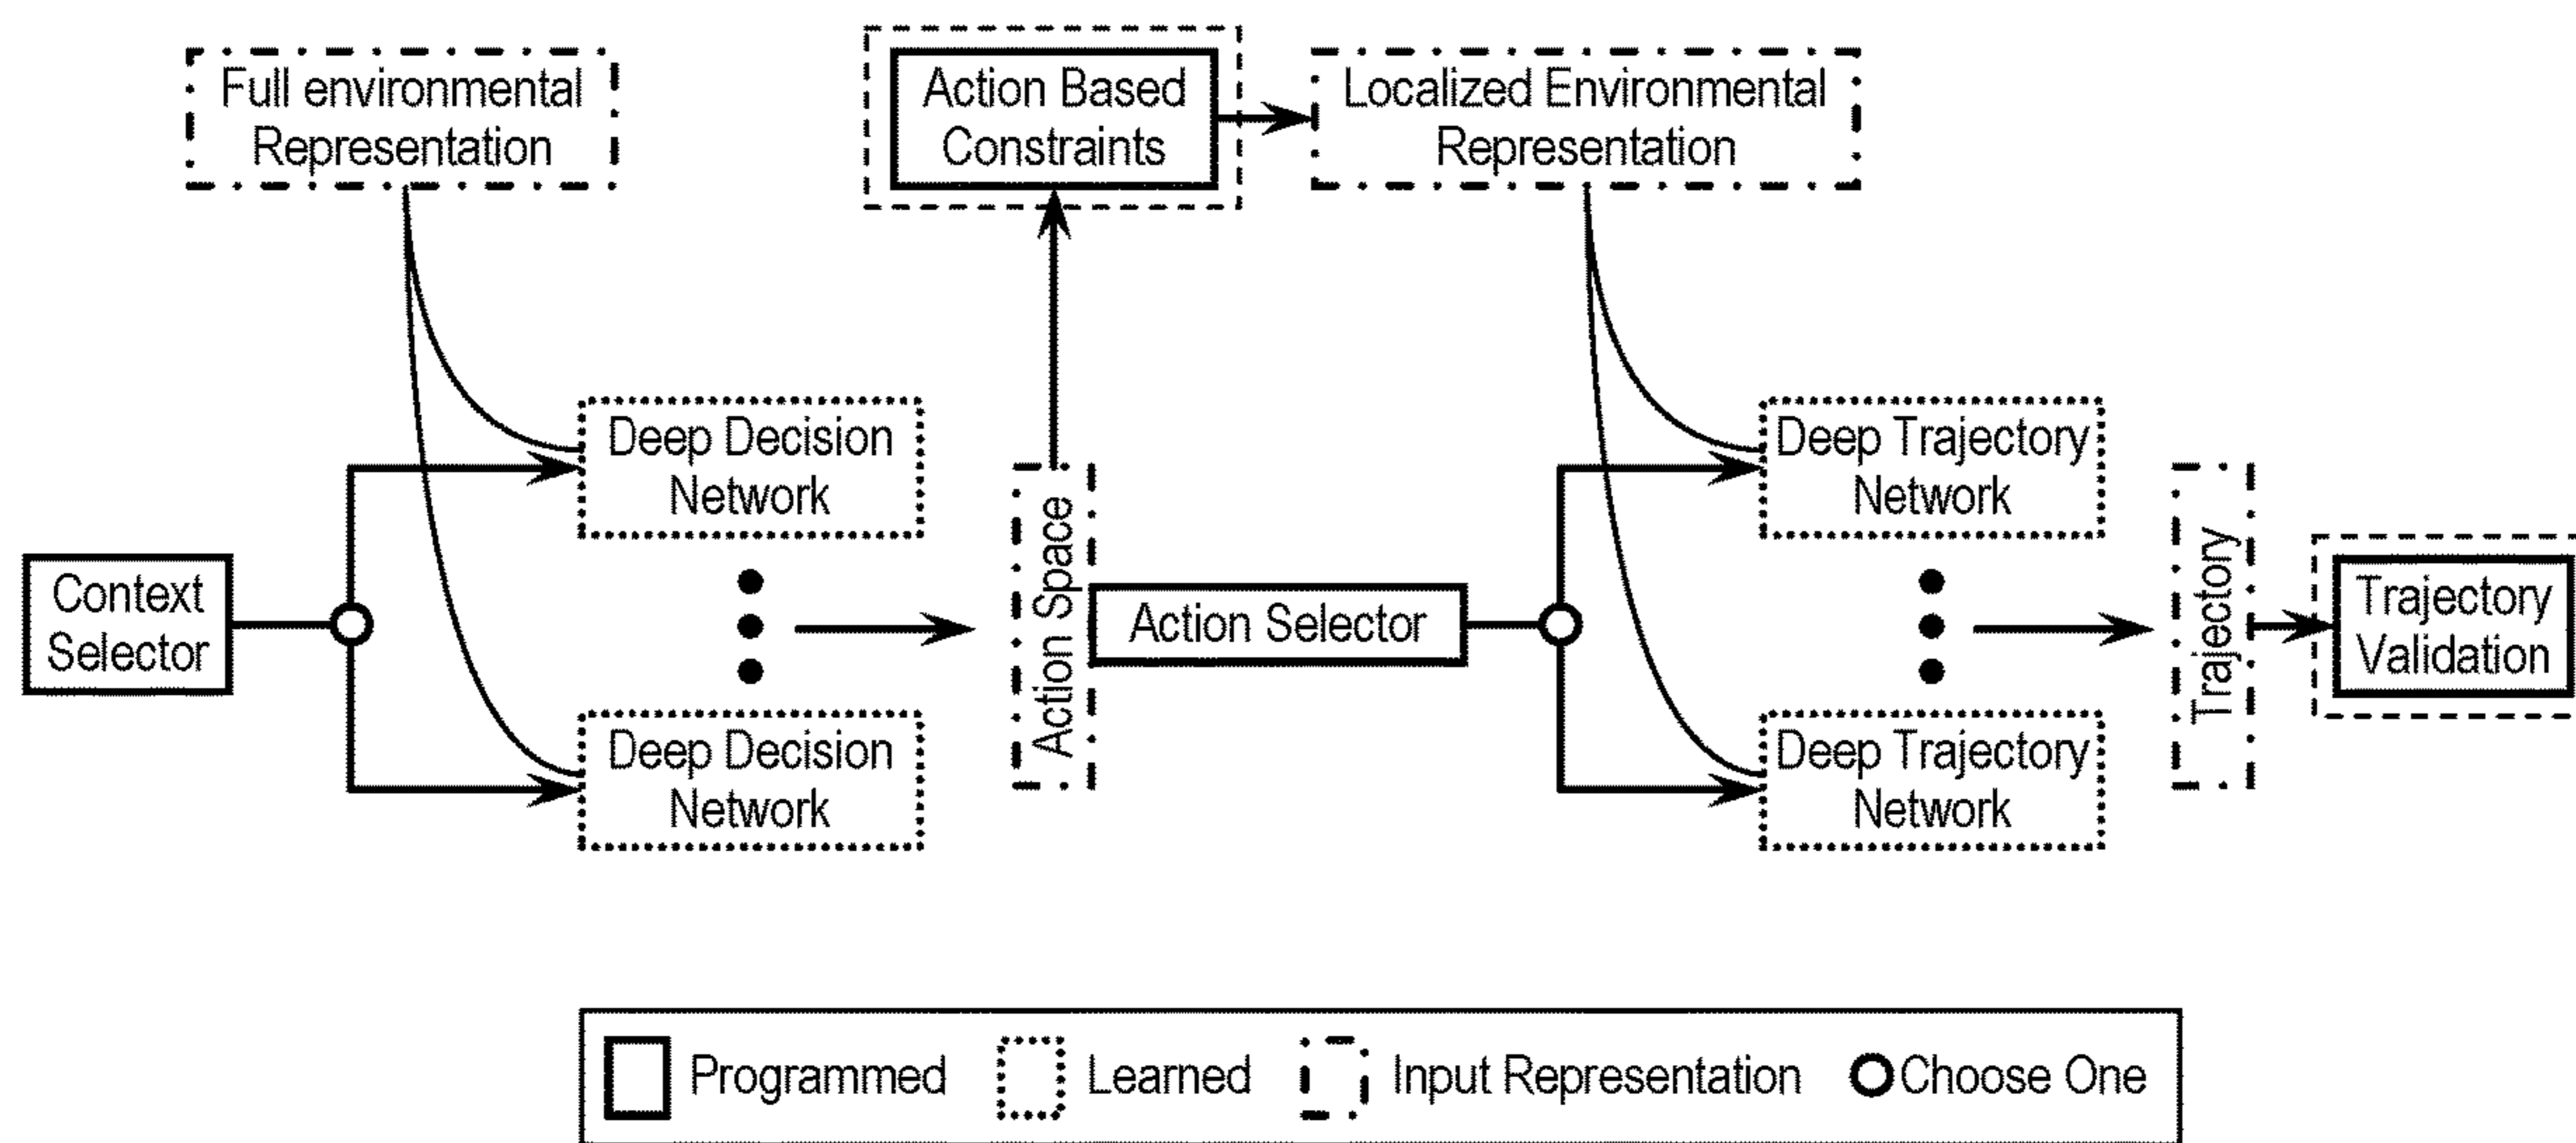 Full environmental
Representation
Action Based
Constraints
Localized Environmental
Representation
Context
Selector
Deep Decision
Network
Deep Decision
Network
Action Space
Action Selector
Deep Trajectory
Network
Deep Trajectory
Network
Trajectory
Trajectory
Validation
Programmed
Learned
Input Representation
Choose One